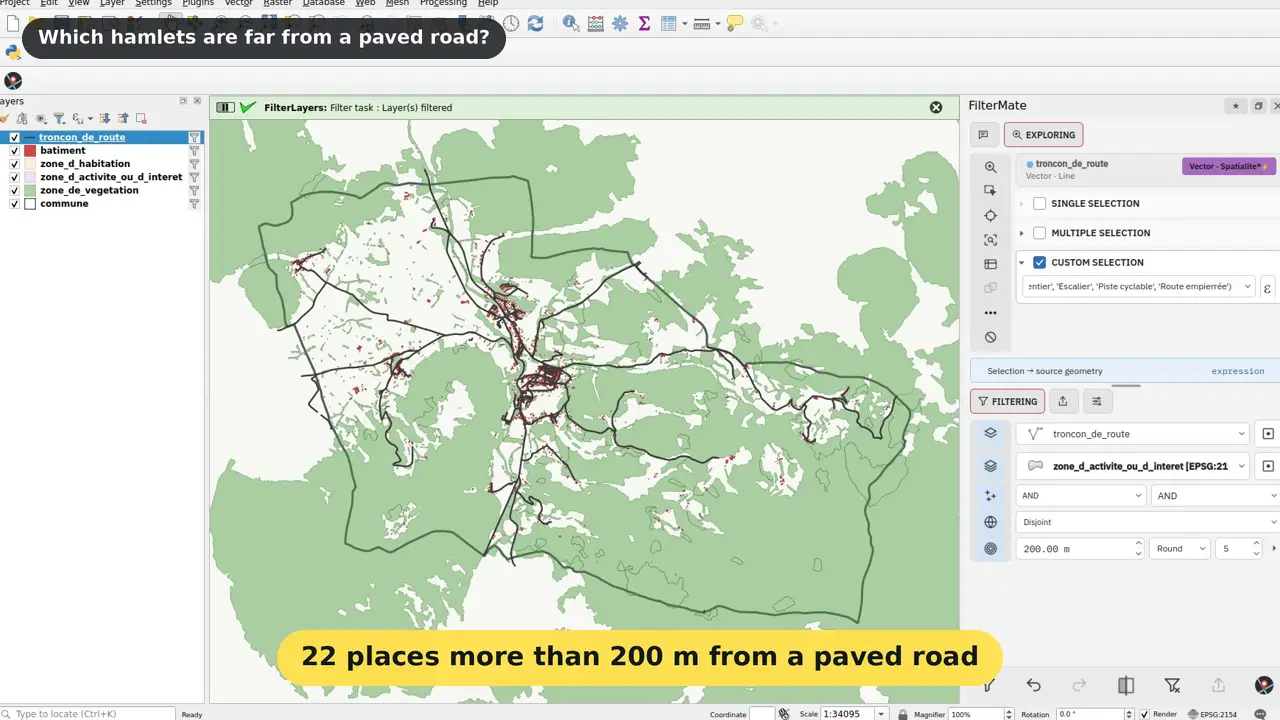 Project Edit View Layer Settings Plugins Vector Raster Database Web Mesh Processing Help
Which hamlets are far from a paved road?
ayers
FilterLayers: Filter task : Layer(s) filtered
FilterMate
troncon_de_route
batiment
zone_d_habitation
zone_d_activite_ou_d_interet
zone_de_vegetation
commune
EXPLORING
troncon_de_route
Vector - Line
Vector - Spatialite*
SINGLE SELECTION
MULTIPLE SELECTION
CUSTOM SELECTION
entier', 'Escalier', 'Piste cyclable', 'Route empierrée')
ε
Selection → source geometry
expression
FILTERING
troncon_de_route
zone_d_activite_ou_d_interet [EPSG:21
AND
AND
Disjoint
200.00 m
Round
5
22 places more than 200 m from a paved road
Type to locate (Ctrl+K)
Ready
Coordinate
Scale 1:34095
Magnifier 100%
Rotation 0.0 °
Render
EPSG:2154